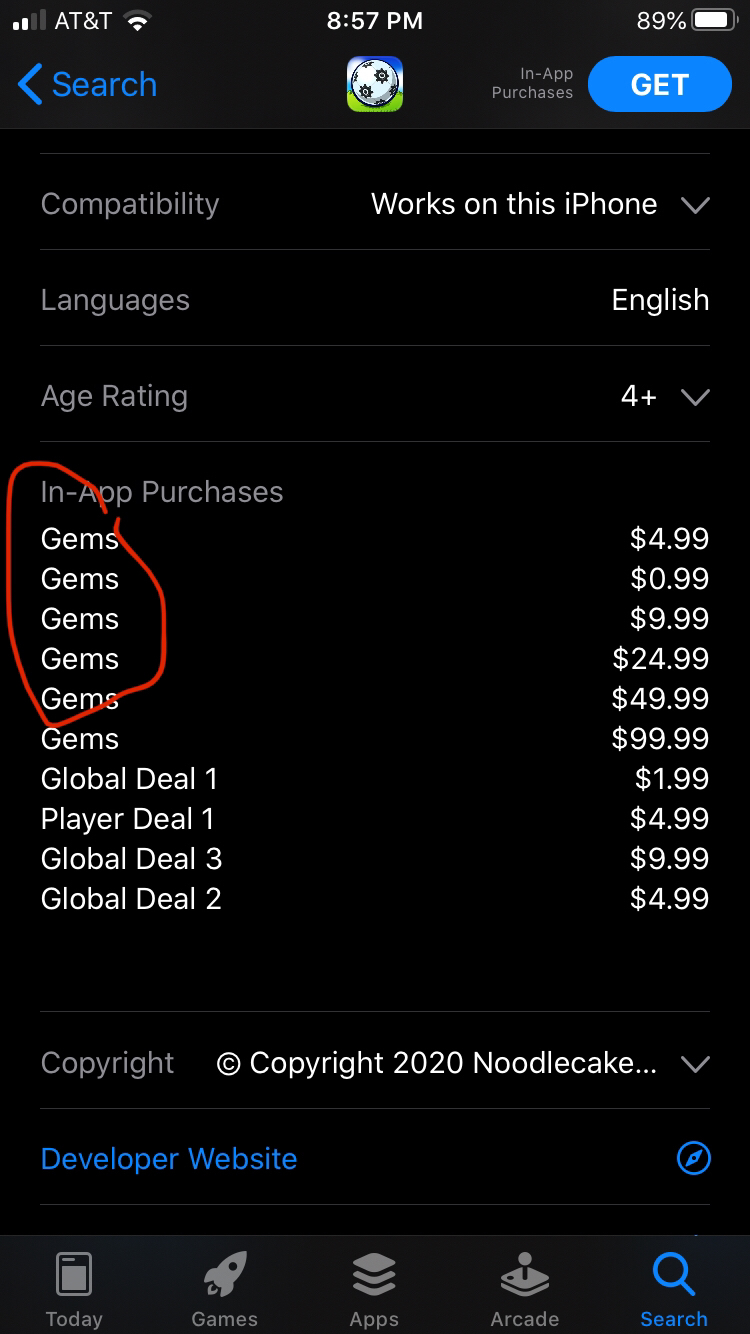 AT&T 8:57 PM 89%
Search In-App Purchases GET
Compatibility Works on this iPhone
Languages English
Age Rating 4+
In-App Purchases
Gems $4.99
Gems $0.99
Gems $9.99
Gems $24.99
Gems $49.99
Gems $99.99
Global Deal 1 $1.99
Player Deal 1 $4.99
Global Deal 3 $9.99
Global Deal 2 $4.99
Copyright © Copyright 2020 Noodlecake...
Developer Website
Today Games Apps Arcade Search